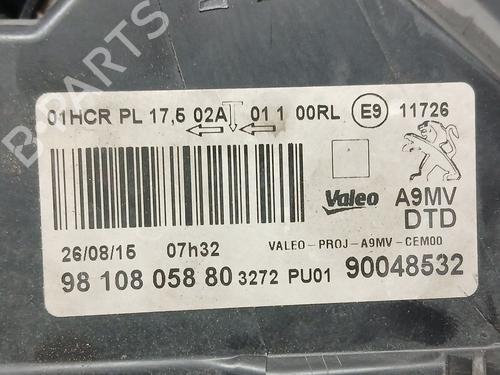 B-PARTS
01HCR PL 17,5 02A 01 1 00RL E9 11726
Valeo A9MV
DTD
26/08/15 07h32 VALEO-PROJ-A9MV-CEM00
98 108 058 80 3272 PU01 90048532